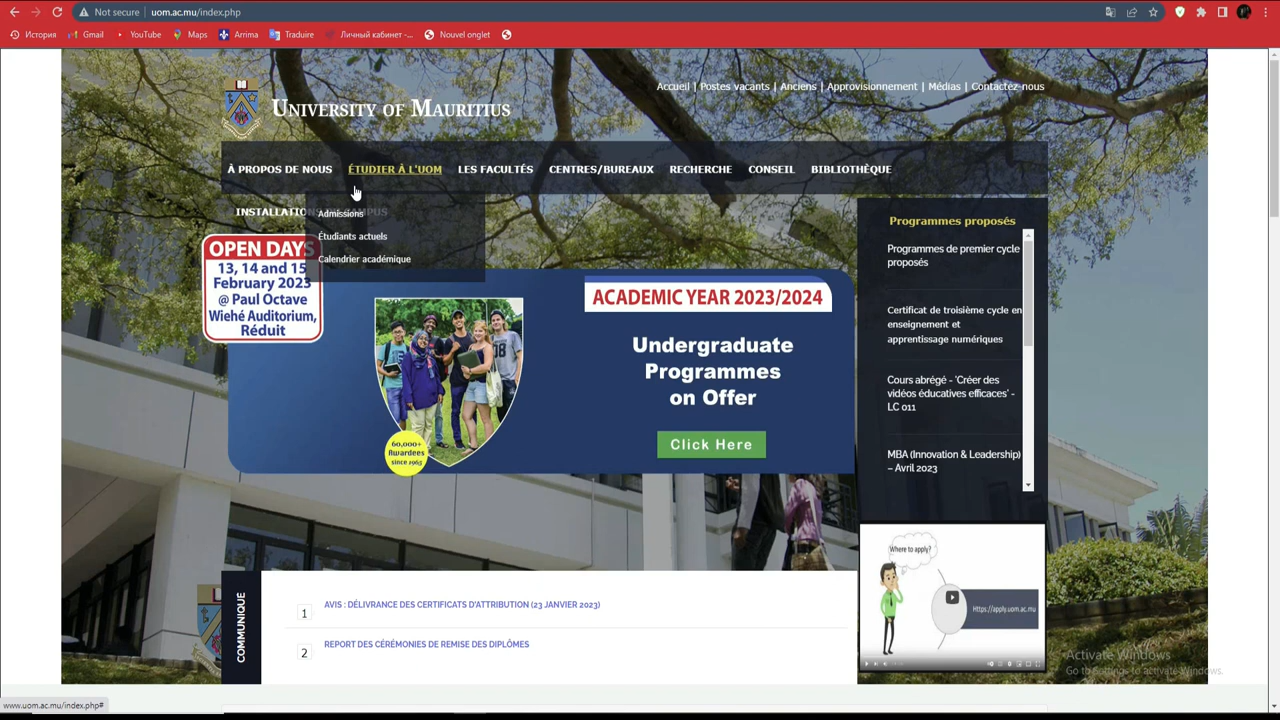 Not secure
uom.ac.mu/index.php
История
Gmail
YouTube
Maps
Arrima
Traduire
Личный кабинет -...
Nouvel onglet
Accueil | Postes vacants | Anciens | Approvisionnement | Médias | Contactez-nous
UNIVERSITY OF MAURITIUS
À PROPOS DE NOUS
ÉTUDIER À L'UOM
LES FACULTÉS
CENTRES/BUREAUX
RECHERCHE
CONSEIL
BIBLIOTHÈQUE
Admissions
Étudiants actuels
Calendrier académique
OPEN DAYS
13, 14 and 15
February 2023
@ Paul Octave
Wiehé Auditorium,
Réduit
ACADEMIC YEAR 2023/2024
Undergraduate
Programmes
on Offer
Click Here
60,000+
Awardees
since 1965
Programmes proposés
Programmes de premier cycle
proposés
Certificat de troisième cycle en
enseignement et
apprentissage numériques
Cours abrégé - 'Créer des
vidéos éducatives efficaces' -
LC 011
MBA (Innovation & Leadership)
– Avril 2023
Where to apply?
Https://apply.uom.ac.mu
COMMUNIQUE
1
AVIS : DÉLIVRANCE DES CERTIFICATS D'ATTRIBUTION (23 JANVIER 2023)
2
REPORT DES CÉRÉMONIES DE REMISE DES DIPLÔMES
Activate Windows
Go to Settings to activate Windows.
www.uom.ac.mu/index.php#